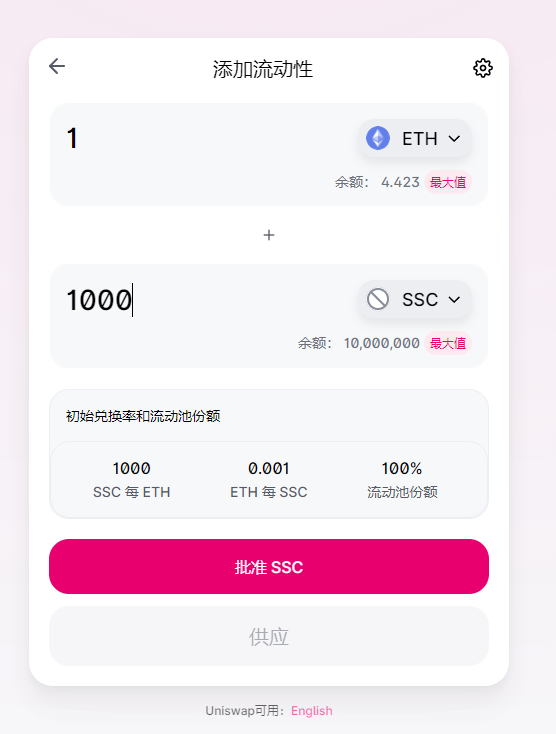 添加流动性
1
ETH
余额： 4.423 最大值
+
1000
SSC
余额： 10,000,000 最大值
初始兑换率和流动池份额
1000 0.001 100%
SSC 每 ETH ETH 每 SSC 流动池份额
批准 SSC
供应
Uniswap可用：English